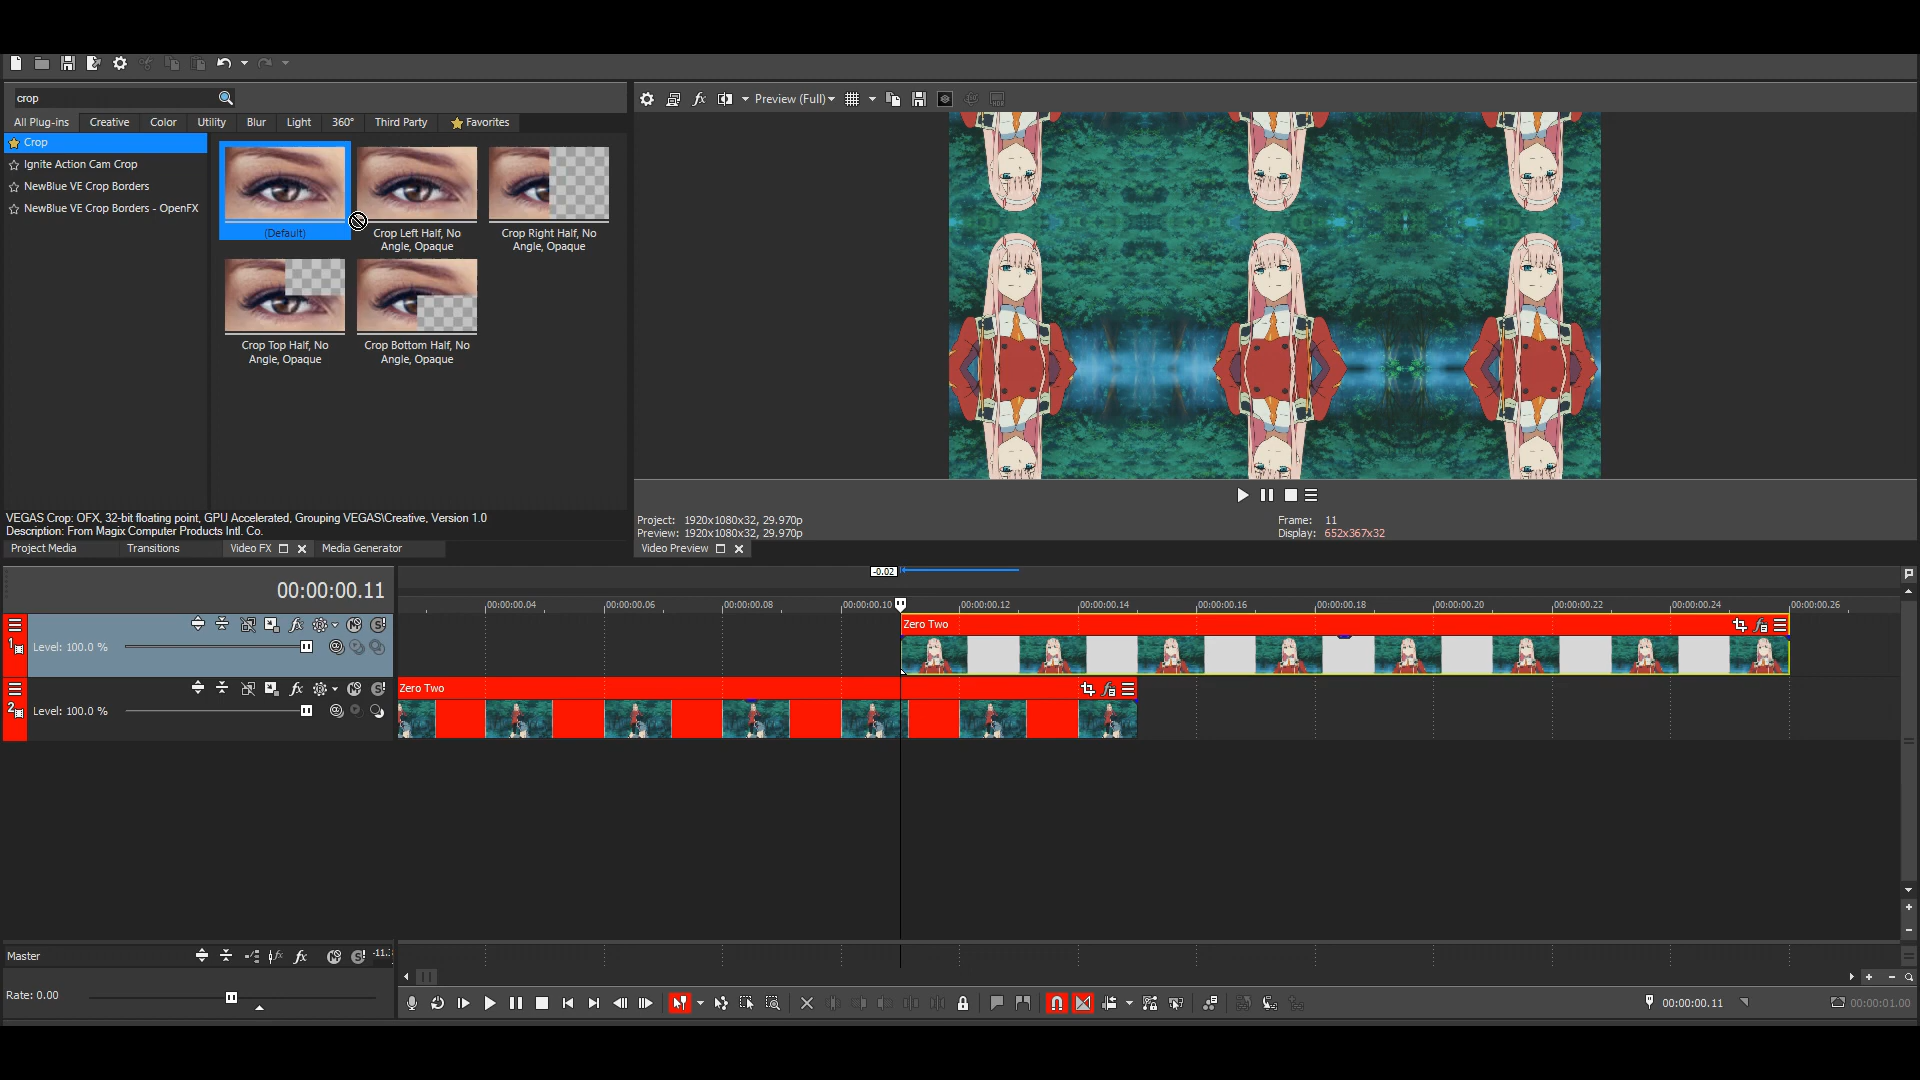 crop
Preview (Full)
All Plug-ins Creative Color Utility Blur Light 360° Third Party Favorites
Crop
Ignite Action Cam Crop
NewBlue VE Crop Borders
NewBlue VE Crop Borders - OpenFX
(Default)
Crop Left Half, No
Angle, Opaque
Crop Right Half, No
Angle, Opaque
Crop Top Half, No
Angle, Opaque
Crop Bottom Half, No
Angle, Opaque
VEGAS Crop: OFX, 32-bit floating point, GPU Accelerated, Grouping VEGAS\Creative, Version 1.0
Description: From Magix Computer Products Intl. Co.
Project: 1920x1080x32, 29.970p
Preview: 1920x1080x32, 29.970p
Frame: 11
Display: 652x367x32
Project Media Transitions Video FX Media Generator
Video Preview
00:00:00.11
-0.02
00:00:00.04 00:00:00.06 00:00:00.08 00:00:00.10 00:00:00.12 00:00:00.14 00:00:00.16 00:00:00.18 00:00:00.20 00:00:00.22 00:00:00.24 00:00:00.26
1
Level: 100.0 %
Zero Two
2
Level: 100.0 %
Zero Two
Master
Rate: 0.00
00:00:00.11
00:00:01.00